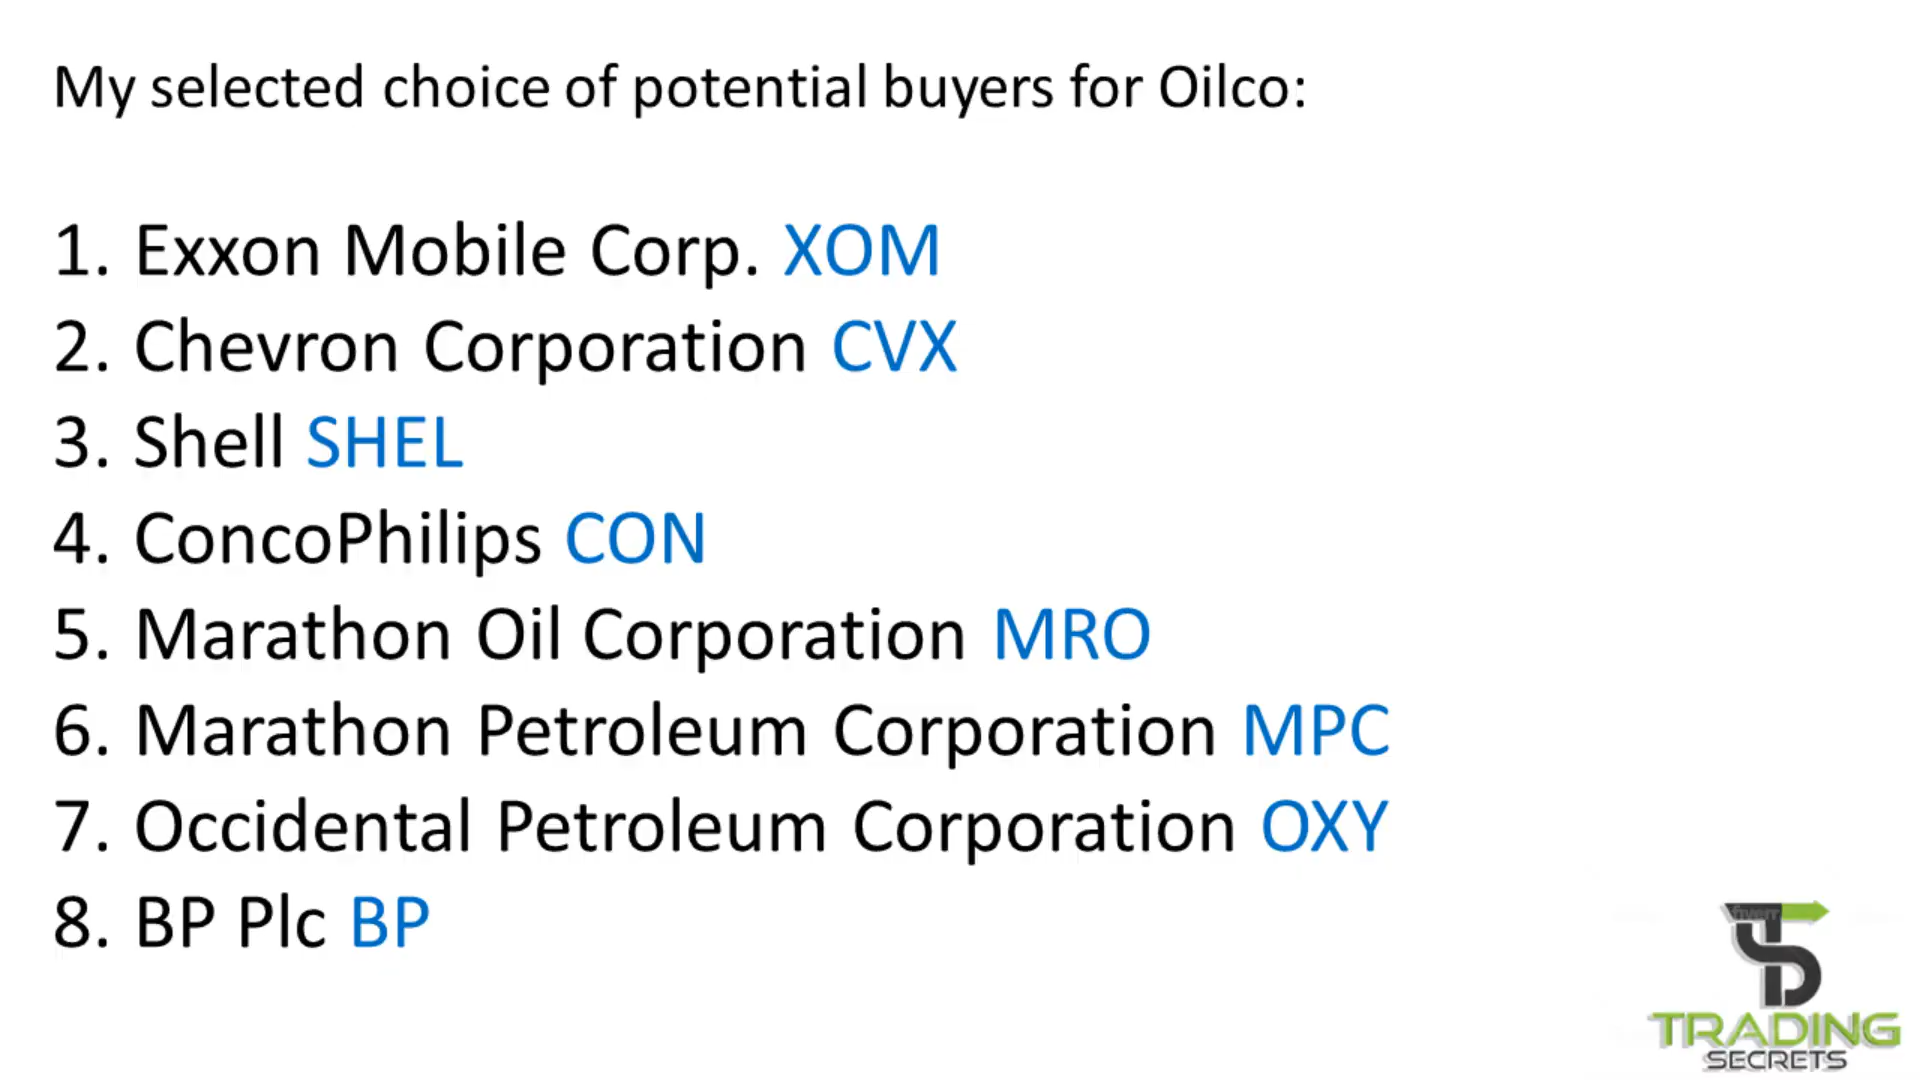 My selected choice of potential buyers for Oilco:
1. Exxon Mobile Corp. XOM
2. Chevron Corporation CVX
3. Shell SHEL
4. ConcoPhilips CON
5. Marathon Oil Corporation MRO
6. Marathon Petroleum Corporation MPC
7. Occidental Petroleum Corporation OXY
8. BP Plc BP
TRADING
SECRETS